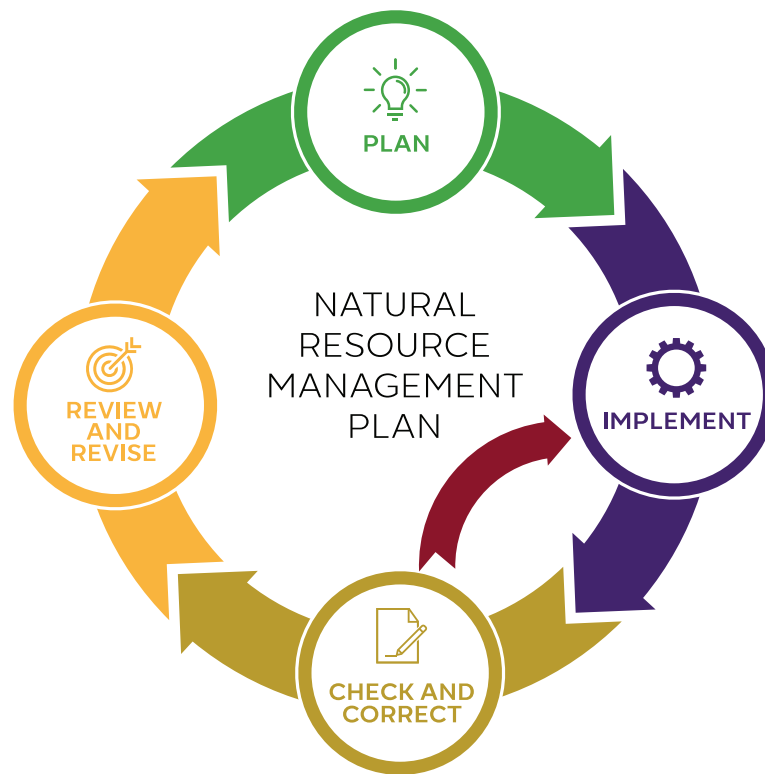 PLAN
NATURAL
RESOURCE
MANAGEMENT
PLAN
IMPLEMENT
REVIEW
AND
REVISE
CHECK AND
CORRECT